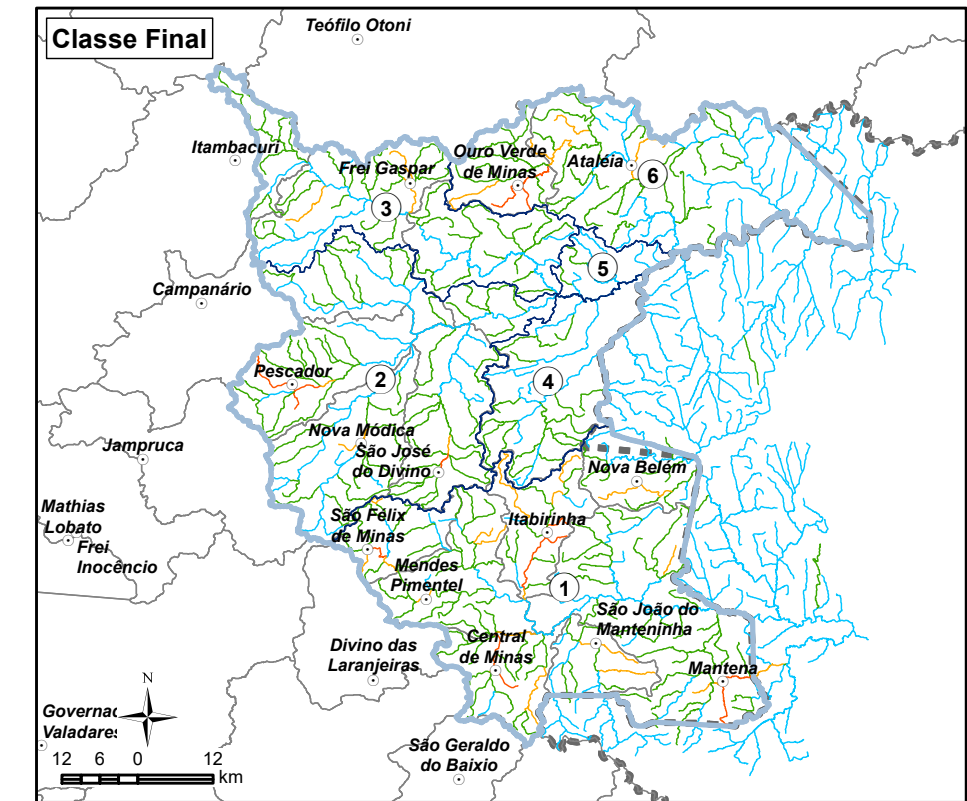 Classe Final
Teófilo Otoni
Itambacuri
Frei Gaspar
Ouro Verde
de Minas
Ataléia
6
3
5
Campanário
Pescador
2
4
Nova Módica
São José
do Divino
Jampruca
Nova Belém
Mathias
Lobato
Frei
Inocêncio
São Félix
de Minas
Itabirinha
Mendes
Pimentel
1
São João do
Manteninha
Divino das
Laranjeiras
Central
de Minas
Mantena
N
Governac
Valadares
São Geraldo
do Baixio
12 6 0 12
km